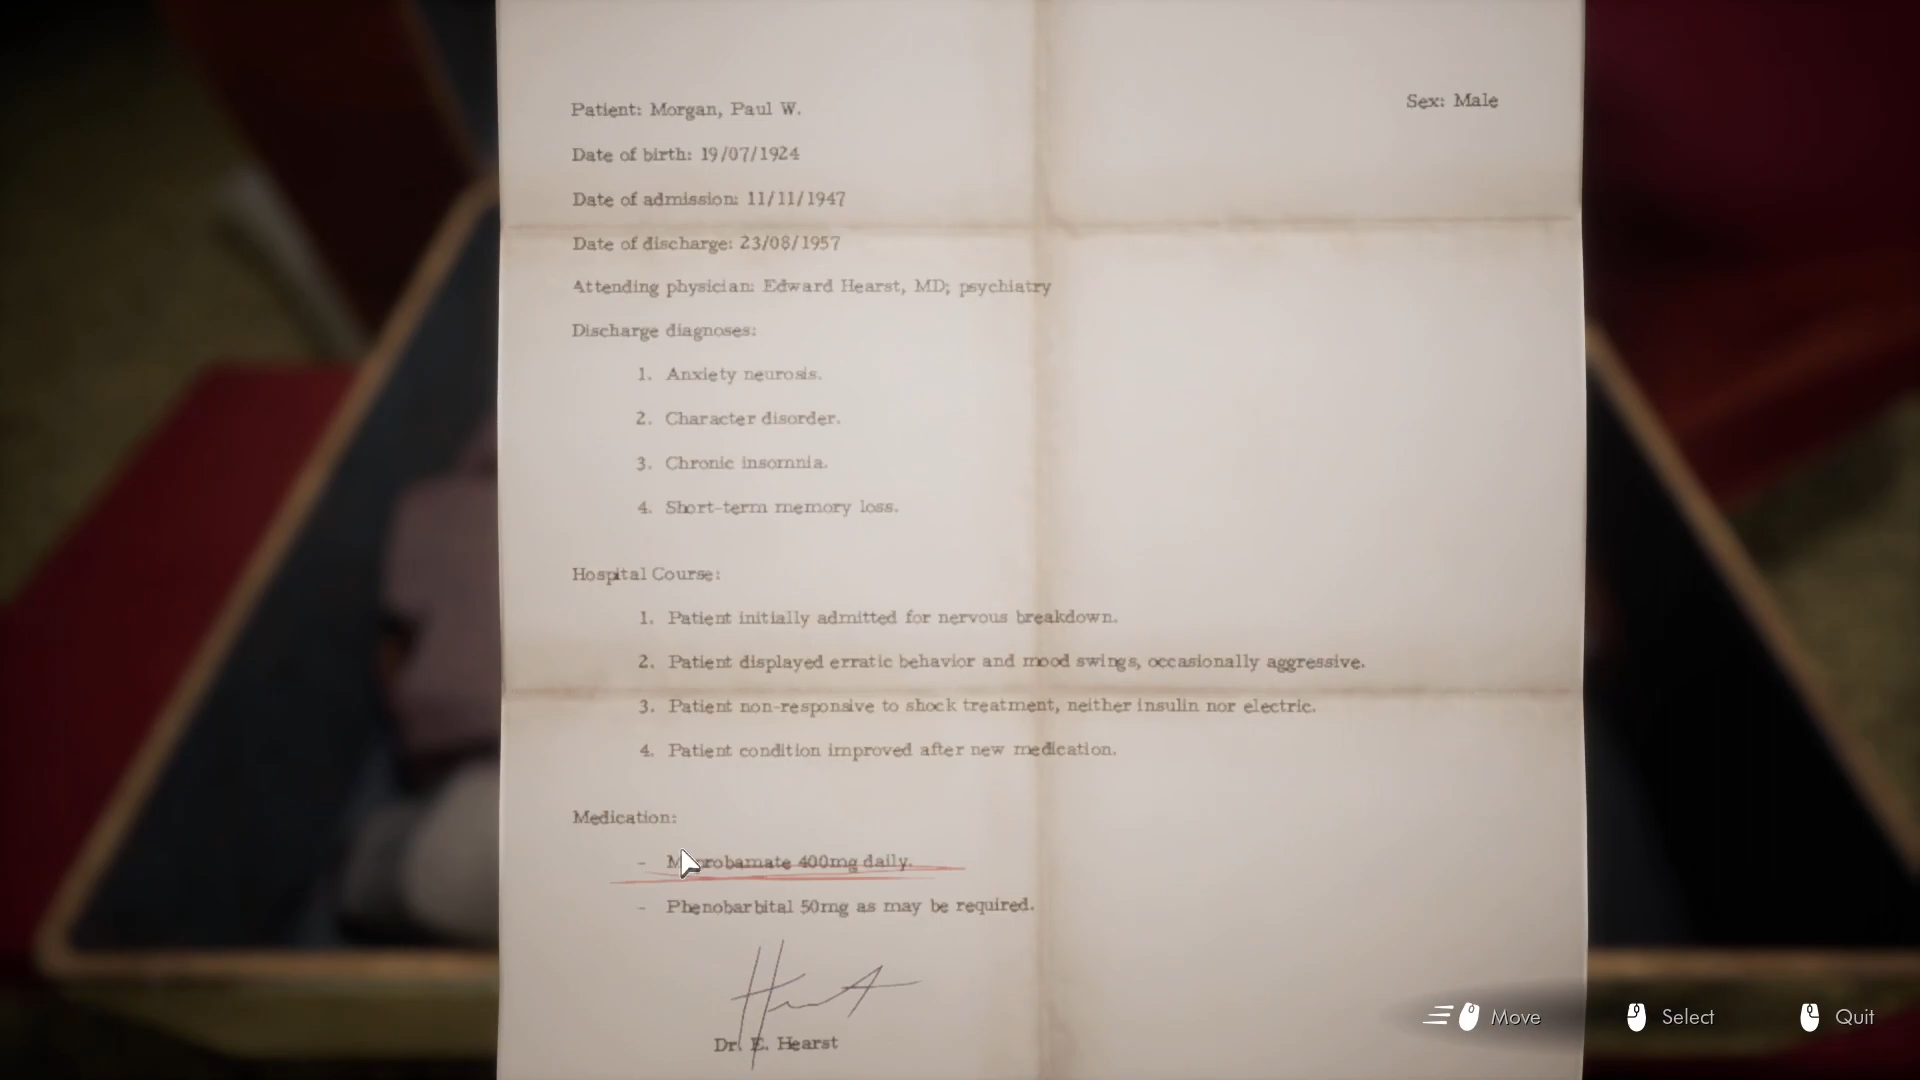 Patient: Morgan, Paul W.
Sex: Male
Date of birth: 19/07/1924
Date of admission: 11/11/1947
Date of discharge: 23/08/1957
Attending physician: Edward Hearst, MD; psychiatry
Discharge diagnoses:
1. Anxiety neurosis.
2. Character disorder.
3. Chronic insomnia.
4. Short-term memory loss.
Hospital Course:
1. Patient initially admitted for nervous breakdown.
2. Patient displayed erratic behavior and mood swings, occasionally aggressive.
3. Patient non-responsive to shock treatment, neither insulin nor electric.
4. Patient condition improved after new medication.
Medication:
- 400mg daily.
- Phenobarbital 50mg as may be required.
Dr. E. Hearst
Move
Select
Quit